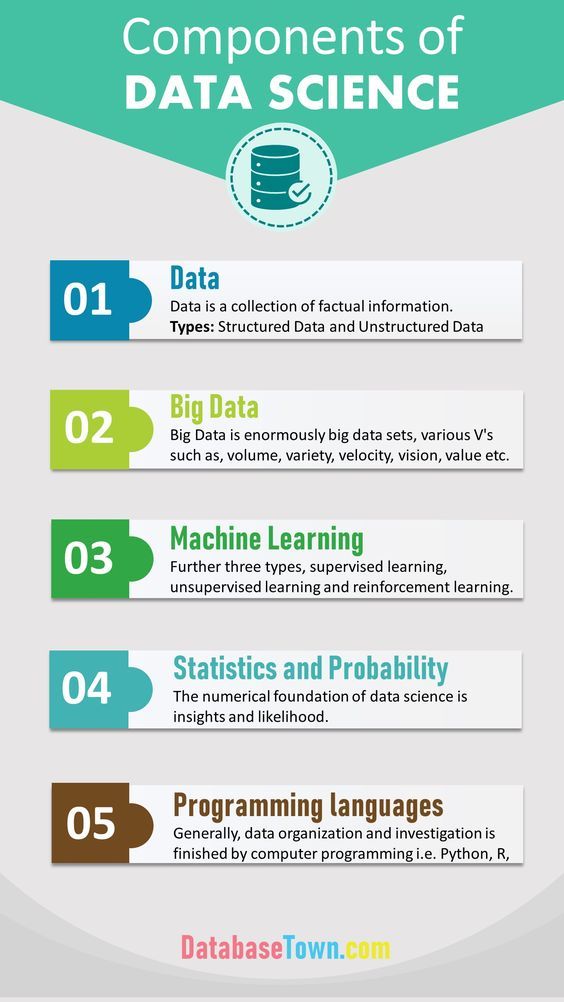 Components of
DATA SCIENCE
01
Data
Data is a collection of factual information.
Types: Structured Data and Unstructured Data
02
Big Data
Big Data is enormously big data sets, various V's
such as, volume, variety, velocity, vision, value etc.
03
Machine Learning
Further three types, supervised learning,
unsupervised learning and reinforcement learning.
04
Statistics and Probability
The numerical foundation of data science is
insights and likelihood.
05
Programming languages
Generally, data organization and investigation is
finished by computer programming i.e. Python, R,
DatabaseTown.com